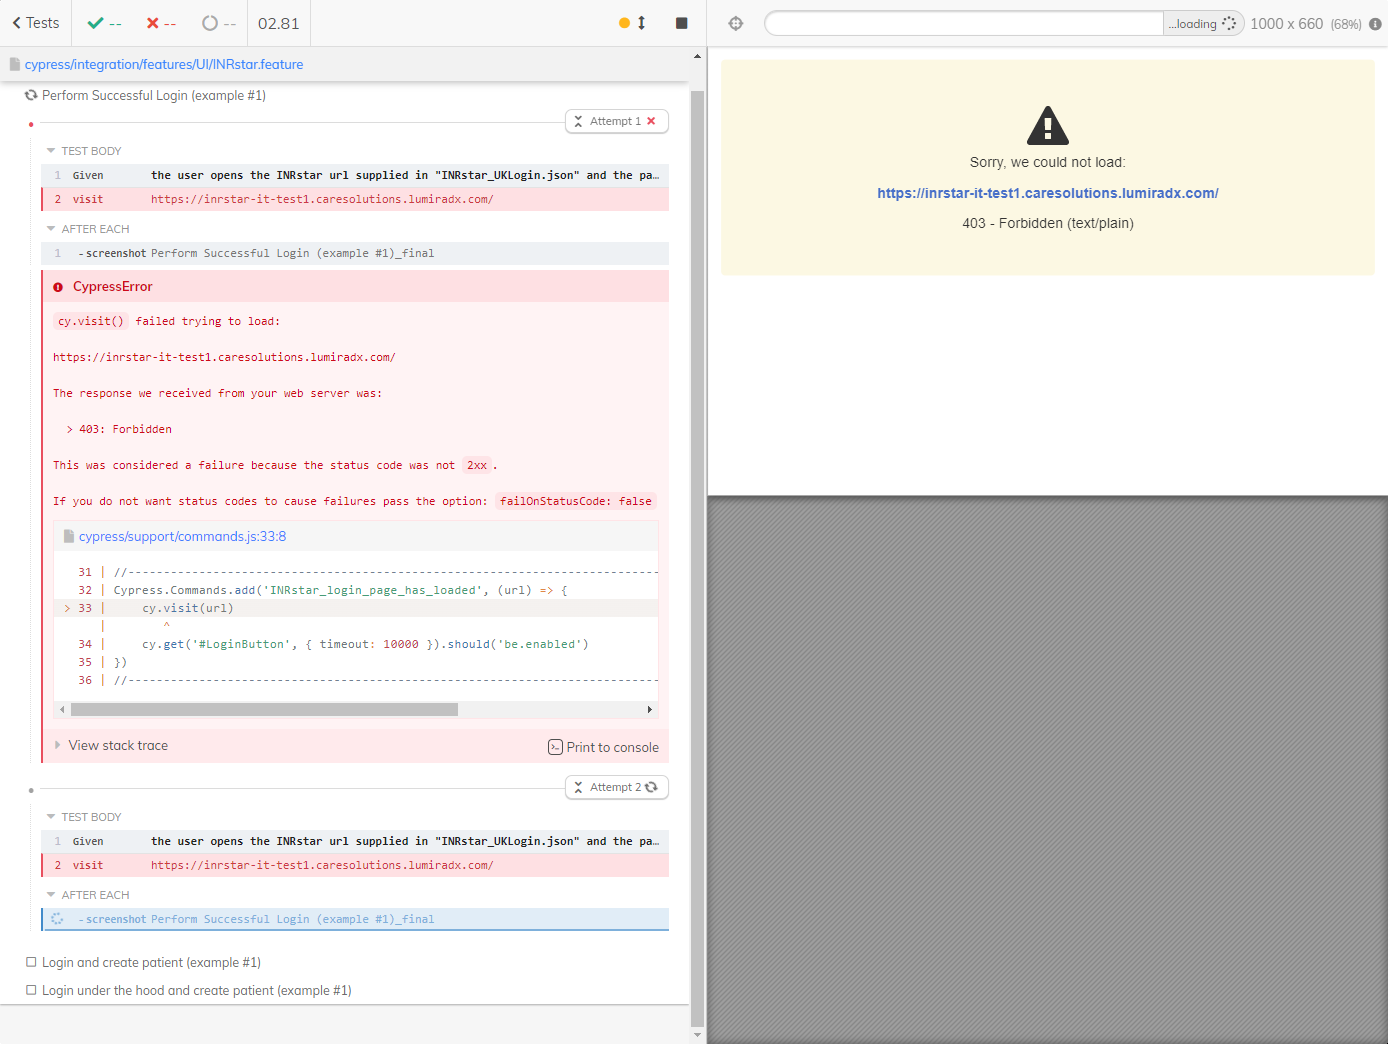 Tests
--
--
--
02.81
cypress/integration/features/UI/INRstar.feature
Perform Successful Login (example #1)
Attempt 1
TEST BODY
1 Given the user opens the INRstar url supplied in "INRstar_UKLogin.json" and the pa…
2 visit https://inrstar-it-test1.caresolutions.lumiradx.com/
AFTER EACH
1 -screenshot Perform Successful Login (example #1)_final
CypressError
cy.visit() failed trying to load:
https://inrstar-it-test1.caresolutions.lumiradx.com/
The response we received from your web server was:
> 403: Forbidden
This was considered a failure because the status code was not 2xx.
If you do not want status codes to cause failures pass the option: failOnStatusCode: false
cypress/support/commands.js:33:8
31 | //---------------------------------------------------------------------------
32 | Cypress.Commands.add('INRstar_login_page_has_loaded', (url) => {
> 33 | cy.visit(url)
| ^
34 | cy.get('#LoginButton', { timeout: 10000 }).should('be.enabled')
35 | })
36 | //---------------------------------------------------------------------------
View stack trace
Print to console
Attempt 2
TEST BODY
1 Given the user opens the INRstar url supplied in "INRstar_UKLogin.json" and the pa…
2 visit https://inrstar-it-test1.caresolutions.lumiradx.com/
AFTER EACH
-screenshot Perform Successful Login (example #1)_final
Login and create patient (example #1)
Login under the hood and create patient (example #1)
...loading
1000 x 660 (68%)
Sorry, we could not load:
https://inrstar-it-test1.caresolutions.lumiradx.com/
403 - Forbidden (text/plain)